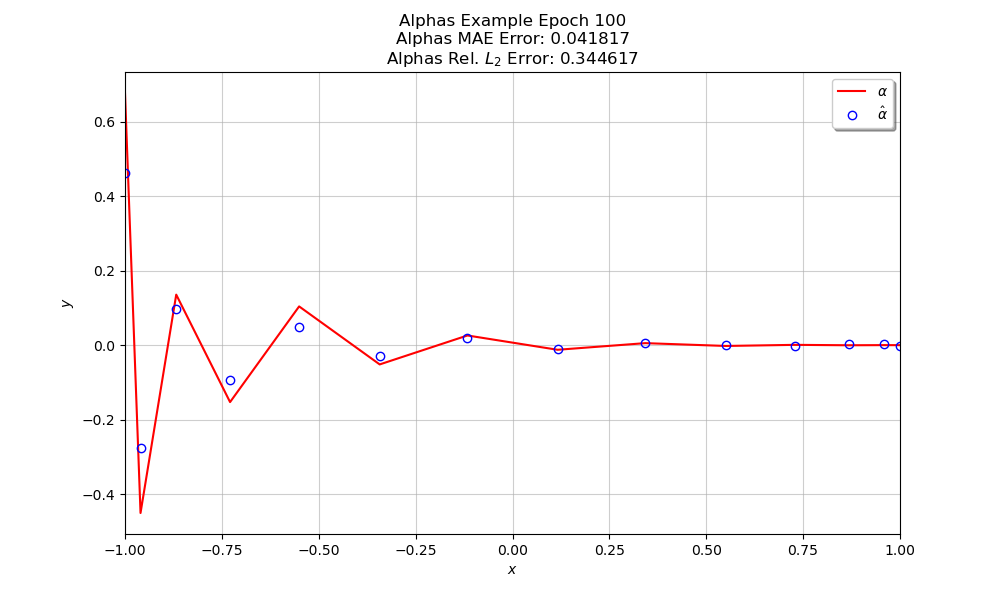 Alphas Example Epoch 100
Alphas MAE Error: 0.041817
Alphas Rel. L₂ Error: 0.344617
α
α̂
y
0.6
0.4
0.2
0.0
−0.2
−0.4
−1.00 −0.75 −0.50 −0.25 0.00 0.25 0.50 0.75 1.00
x